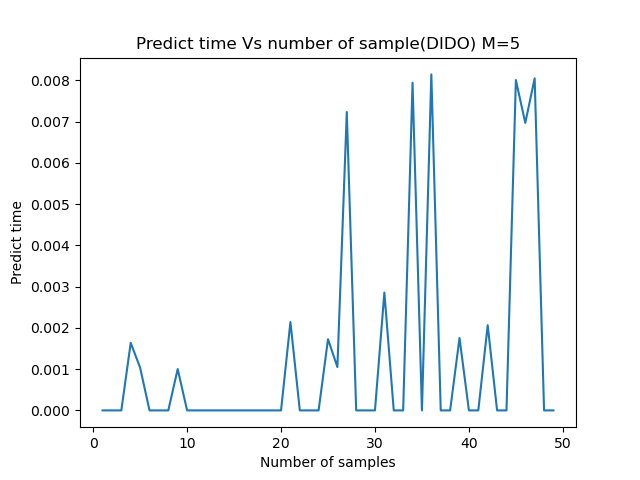 Predict time Vs number of sample(DIDO) M=5
0.008
0.007
0.006
0.005
0.004
0.003
0.002
0.001
0.000
Predict time
0 10 20 30 40 50
Number of samples